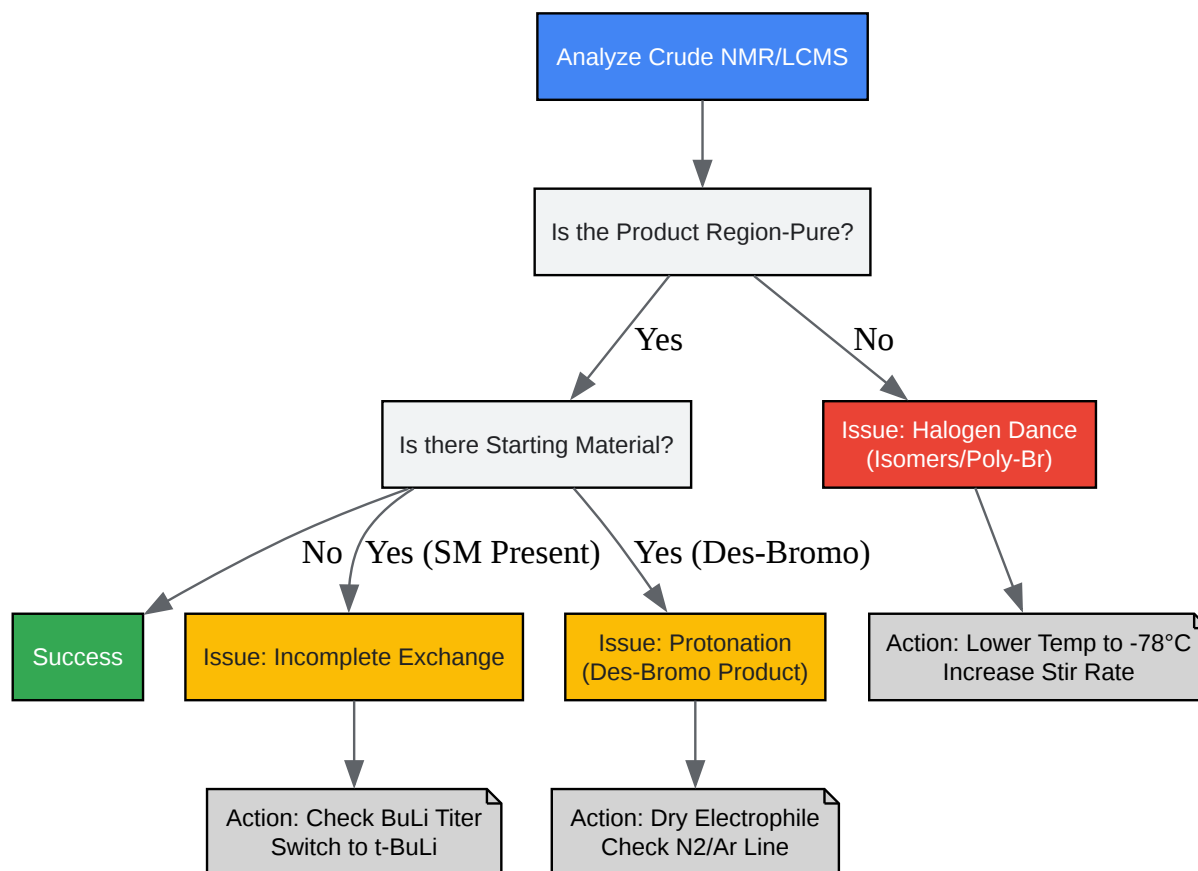 Analyze Crude NMR/LCMS
Is the Product Region-Pure?
Yes
No
Is there Starting Material?
Issue: Halogen Dance
(Isomers/Poly-Br)
No
Yes (SM Present)
Yes (Des-Bromo)
Success
Issue: Incomplete Exchange
Issue: Protonation
(Des-Bromo Product)
Action: Lower Temp to -78°C
Increase Stir Rate
Action: Check BuLi Titer
Switch to t-BuLi
Action: Dry Electrophile
Check N2/Ar Line